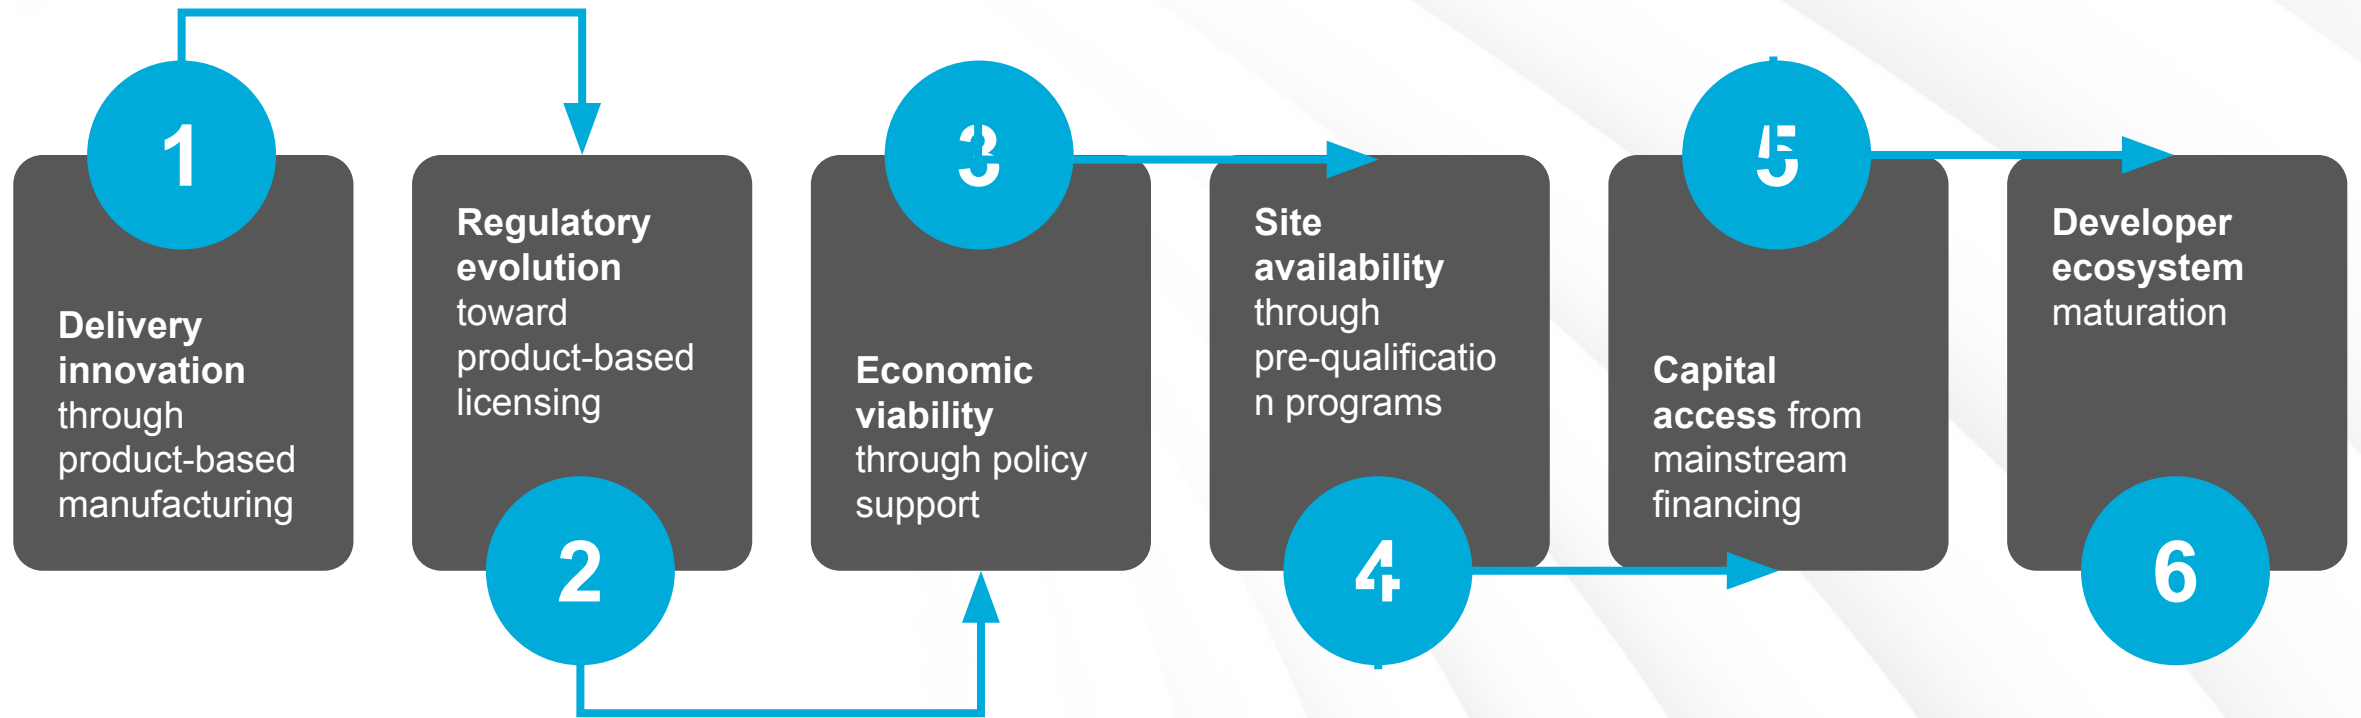 1
Delivery
innovation
through
product-based
manufacturing
Regulatory
evolution
toward
product-based
licensing
2
3
Economic
viability
through policy
support
Site
availability
through
pre-qualificatio
n programs
4
5
Capital
access from
mainstream
financing
Developer
ecosystem
maturation
6